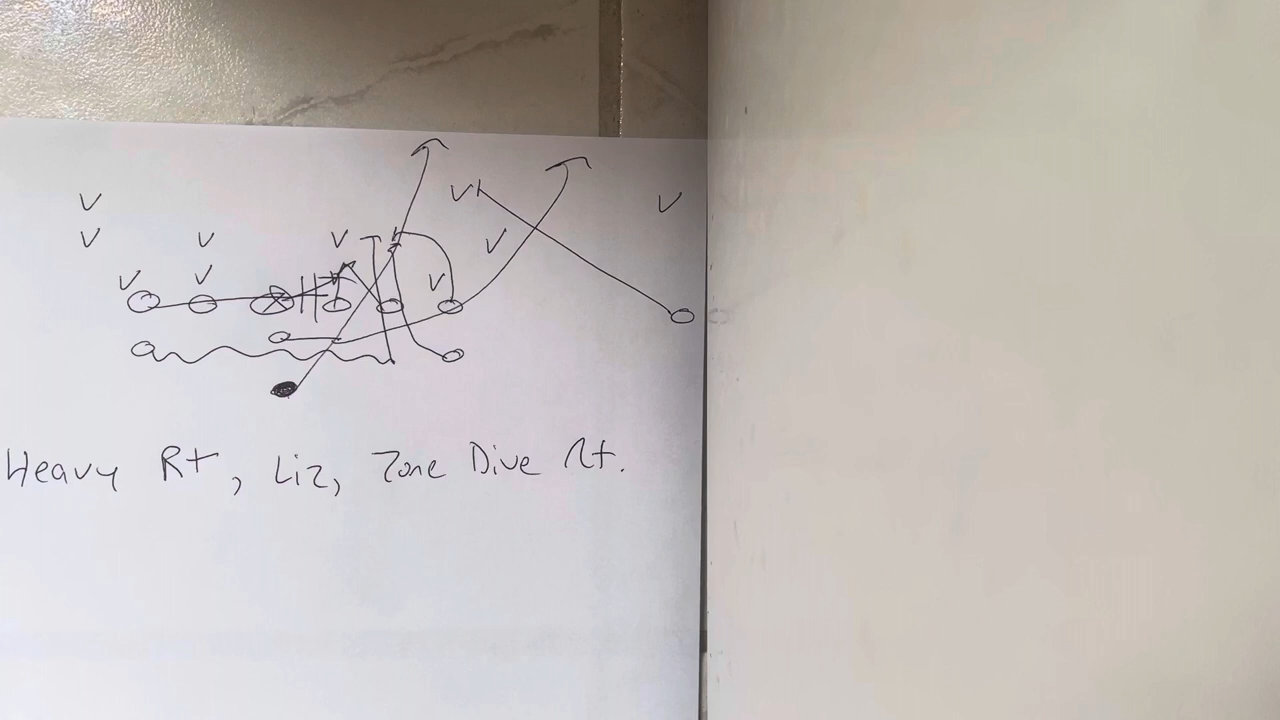 V V
V V V V V
V V V
Heavy Rt, Liz, Zone Dive Rt.